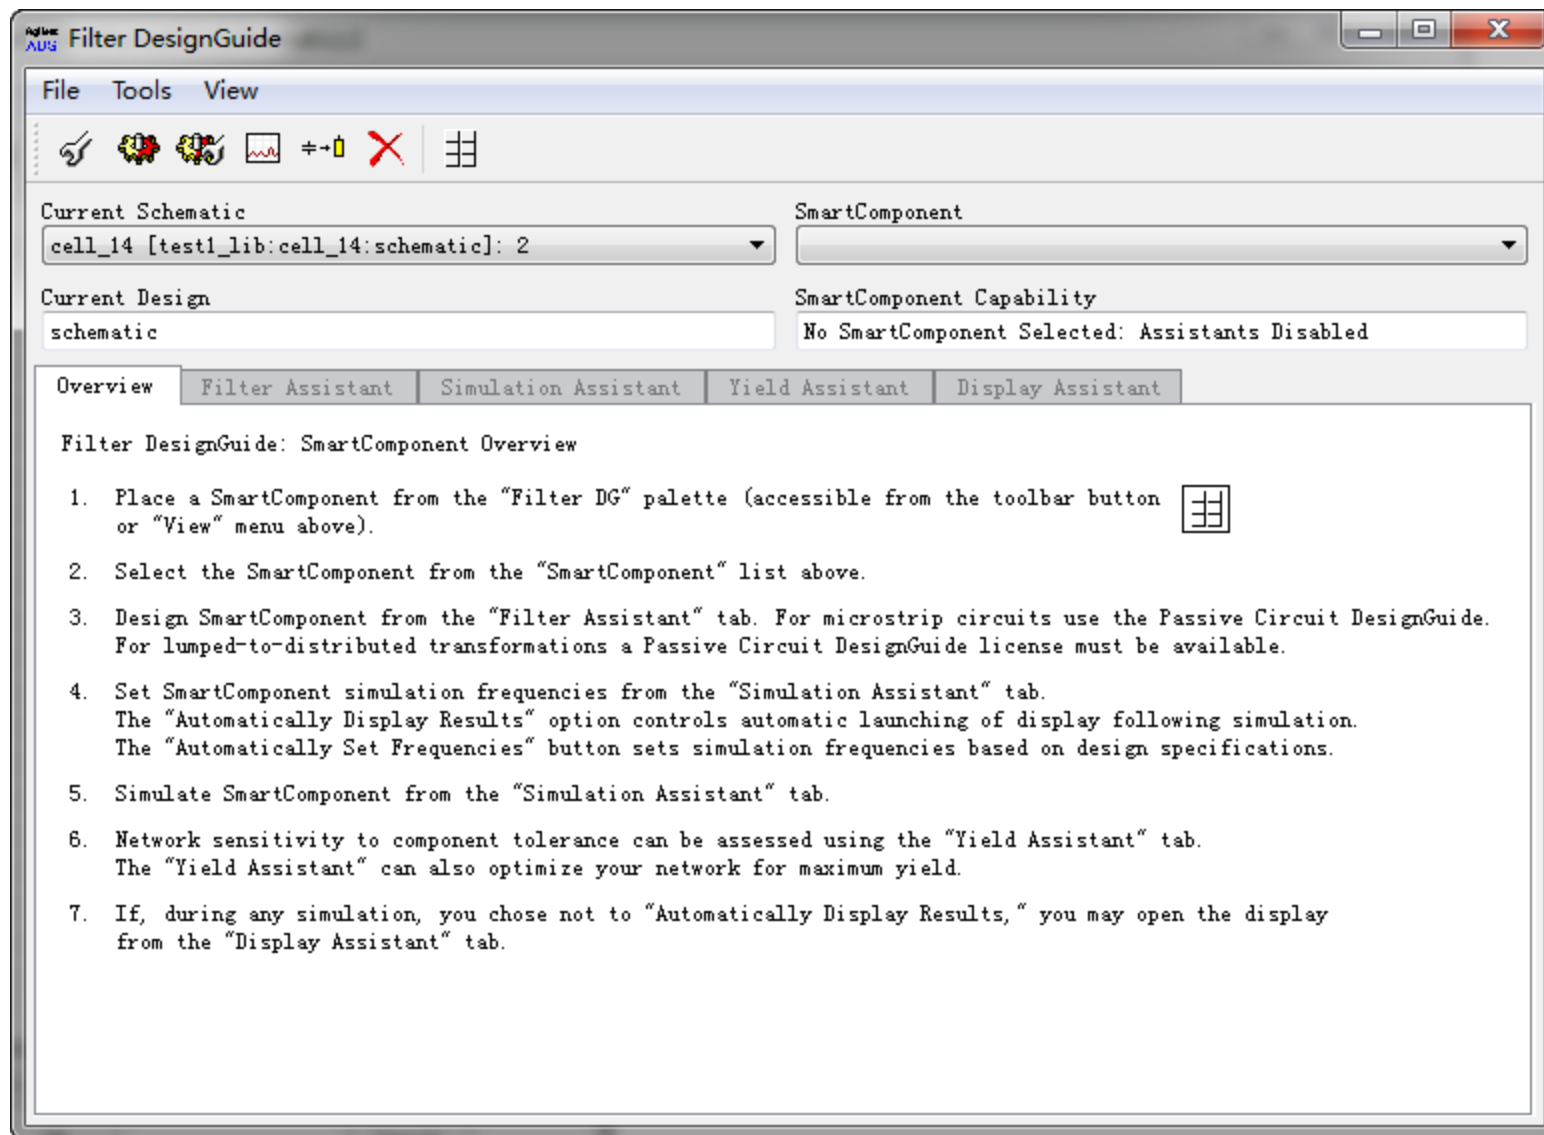 Filter DesignGuide
File Tools View
Current Schematic SmartComponent
cell_14 [test1_lib:cell_14:schematic]: 2
Current Design SmartComponent Capability
schematic No SmartComponent Selected: Assistants Disabled
Overview Filter Assistant Simulation Assistant Yield Assistant Display Assistant
Filter DesignGuide: SmartComponent Overview
1. Place a SmartComponent from the "Filter DG" palette (accessible from the toolbar button
or "View" menu above).
2. Select the SmartComponent from the "SmartComponent" list above.
3. Design SmartComponent from the "Filter Assistant" tab. For microstrip circuits use the Passive Circuit DesignGuide.
For lumped-to-distributed transformations a Passive Circuit DesignGuide license must be available.
4. Set SmartComponent simulation frequencies from the "Simulation Assistant" tab.
The "Automatically Display Results" option controls automatic launching of display following simulation.
The "Automatically Set Frequencies" button sets simulation frequencies based on design specifications.
5. Simulate SmartComponent from the "Simulation Assistant" tab.
6. Network sensitivity to component tolerance can be assessed using the "Yield Assistant" tab.
The "Yield Assistant" can also optimize your network for maximum yield.
7. If, during any simulation, you chose not to "Automatically Display Results," you may open the display
from the "Display Assistant" tab.